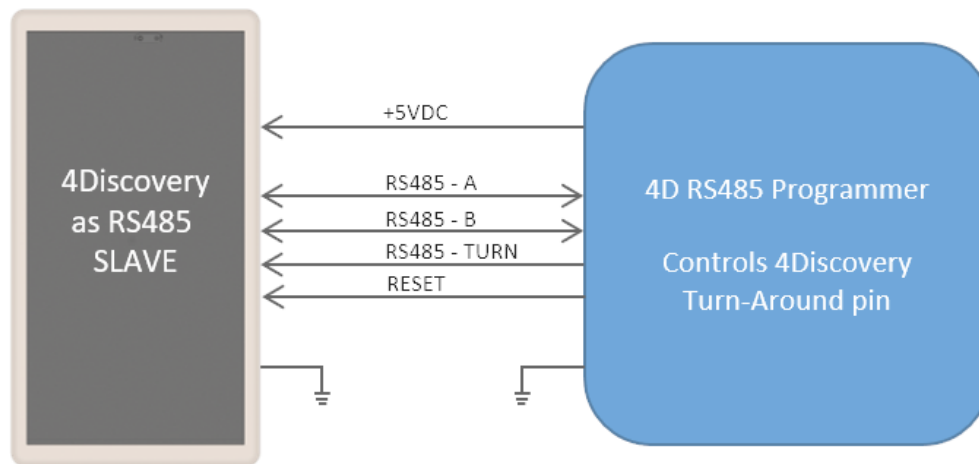 4Discovery
as RS485
SLAVE
+5VDC
RS485 - A
RS485 - B
RS485 - TURN
RESET
4D RS485 Programmer
Controls 4Discovery
Turn-Around pin